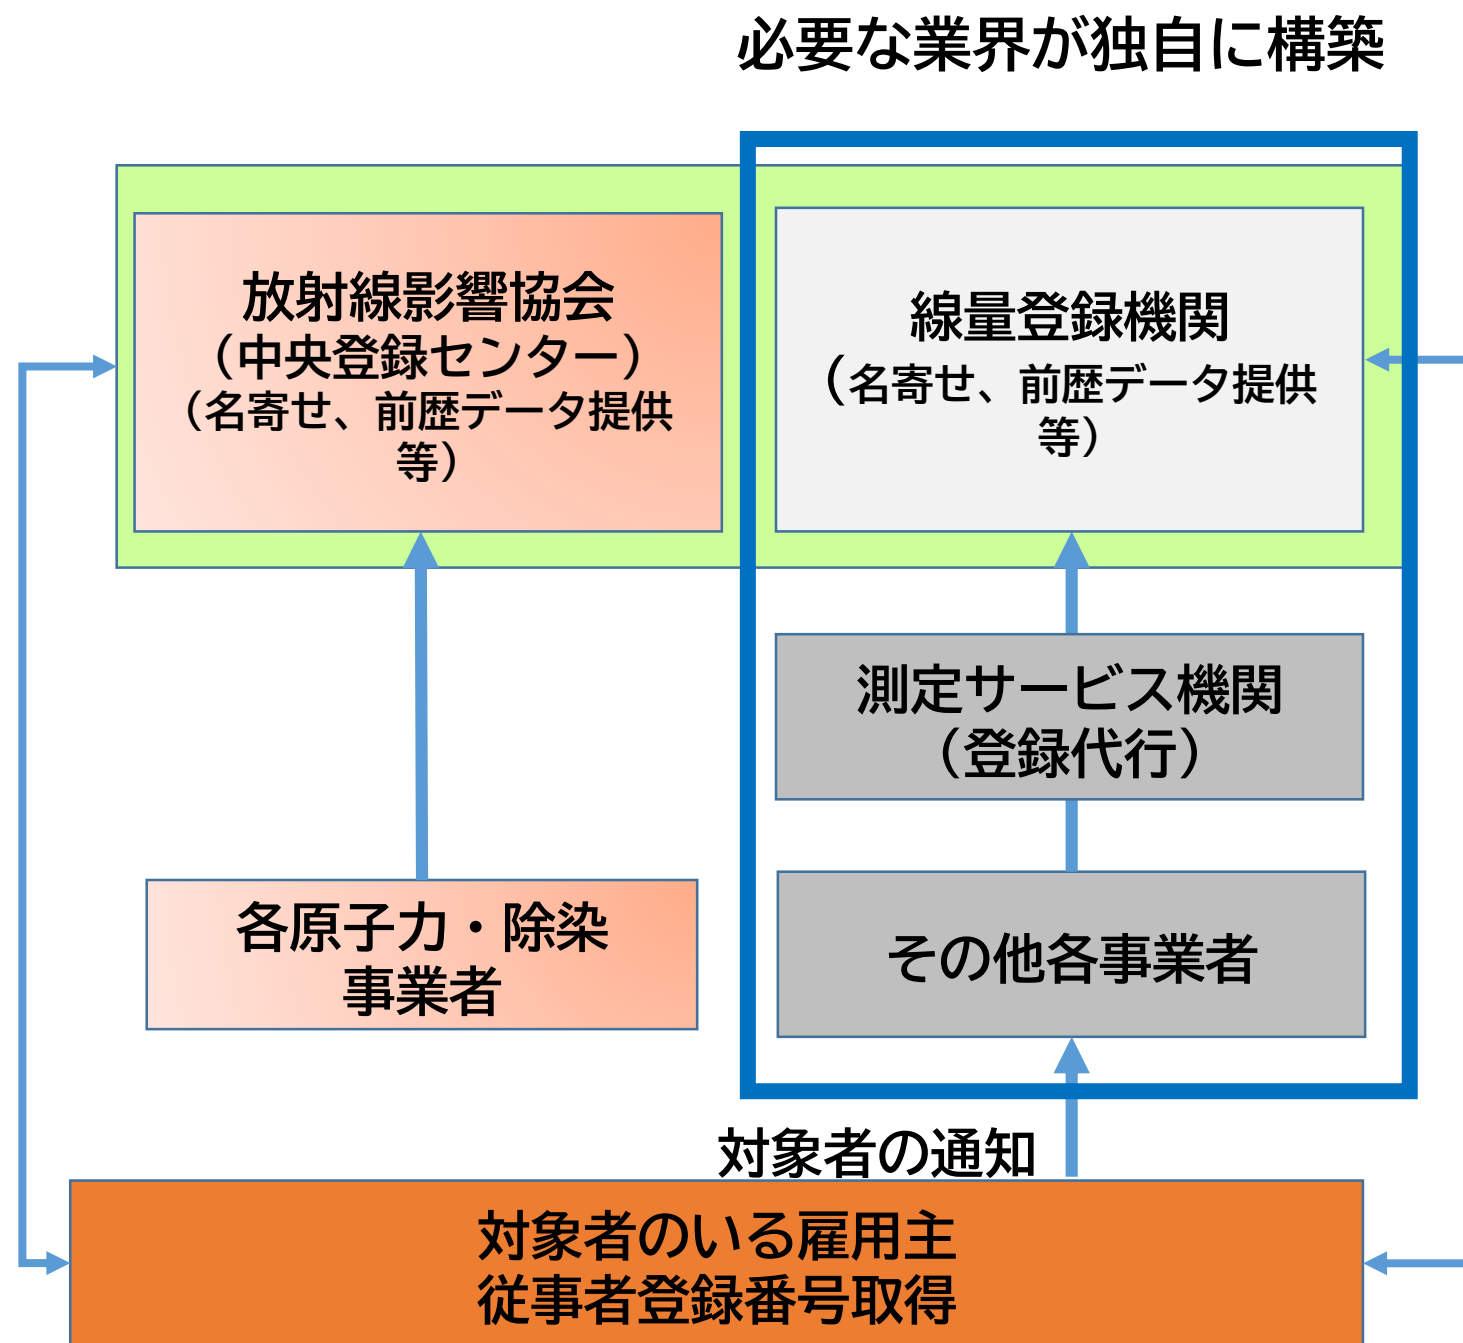 必要な業界が独自に構築
放射線影響協会
（中央登録センター）
（名寄せ、前歴データ提供
等）
線量登録機関
（名寄せ、前歴データ提供
等）
測定サービス機関
（登録代行）
各原子力・除染
事業者
その他各事業者
対象者の通知
対象者のいる雇用主
従事者登録番号取得